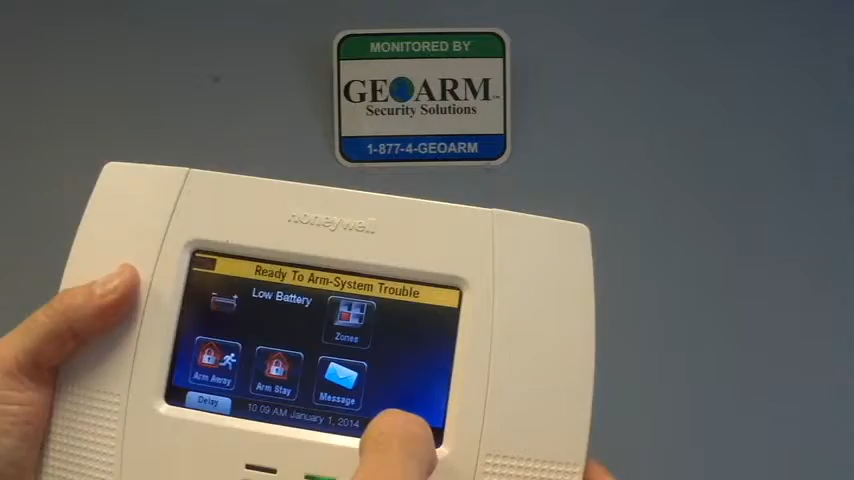 MONITORED BY
GEOARM
Security Solutions
1-877-4-GEOARM
Honeywell
Ready To Arm-System Trouble
Low Battery
Zones
Arm Away
Arm Stay
Message
Delay
10:09 AM January 1, 2014